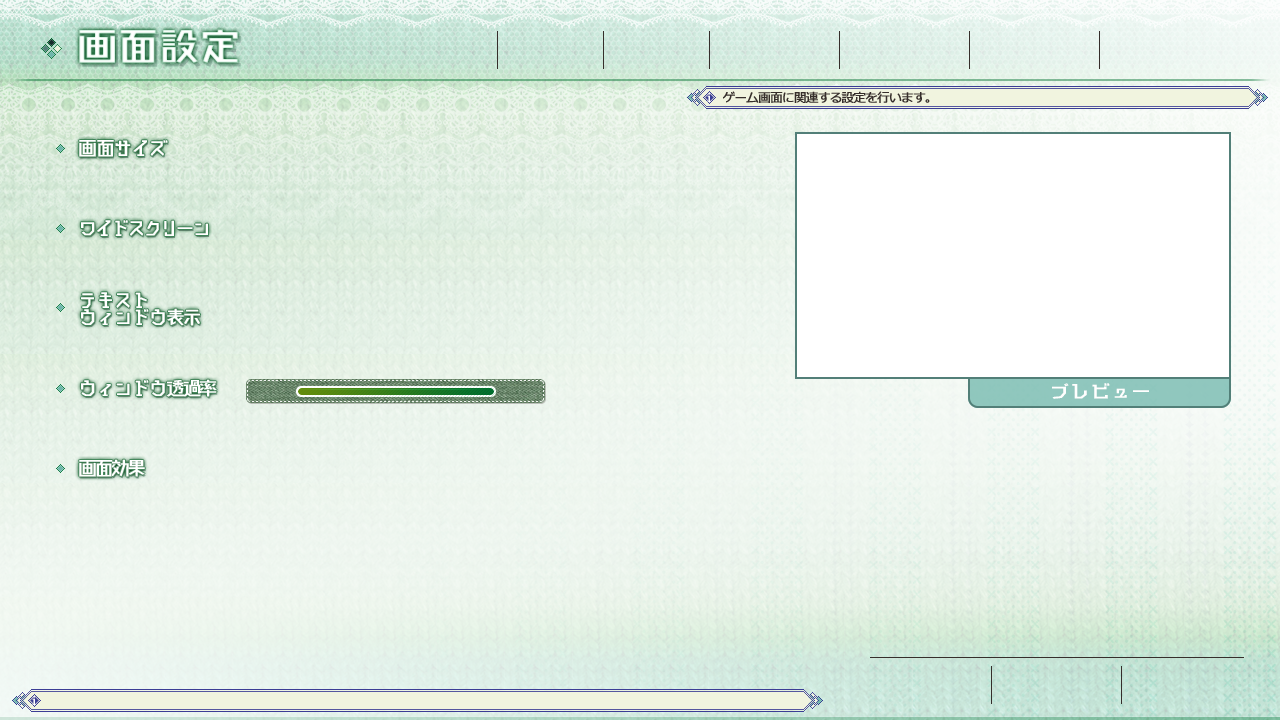 画面設定
ゲーム画面に関連する設定を行います。
画面サイズ
ワイドスクリーン
テキスト
ウィンドウ表示
ウィンドウ透過率
プレビュー
画面効果